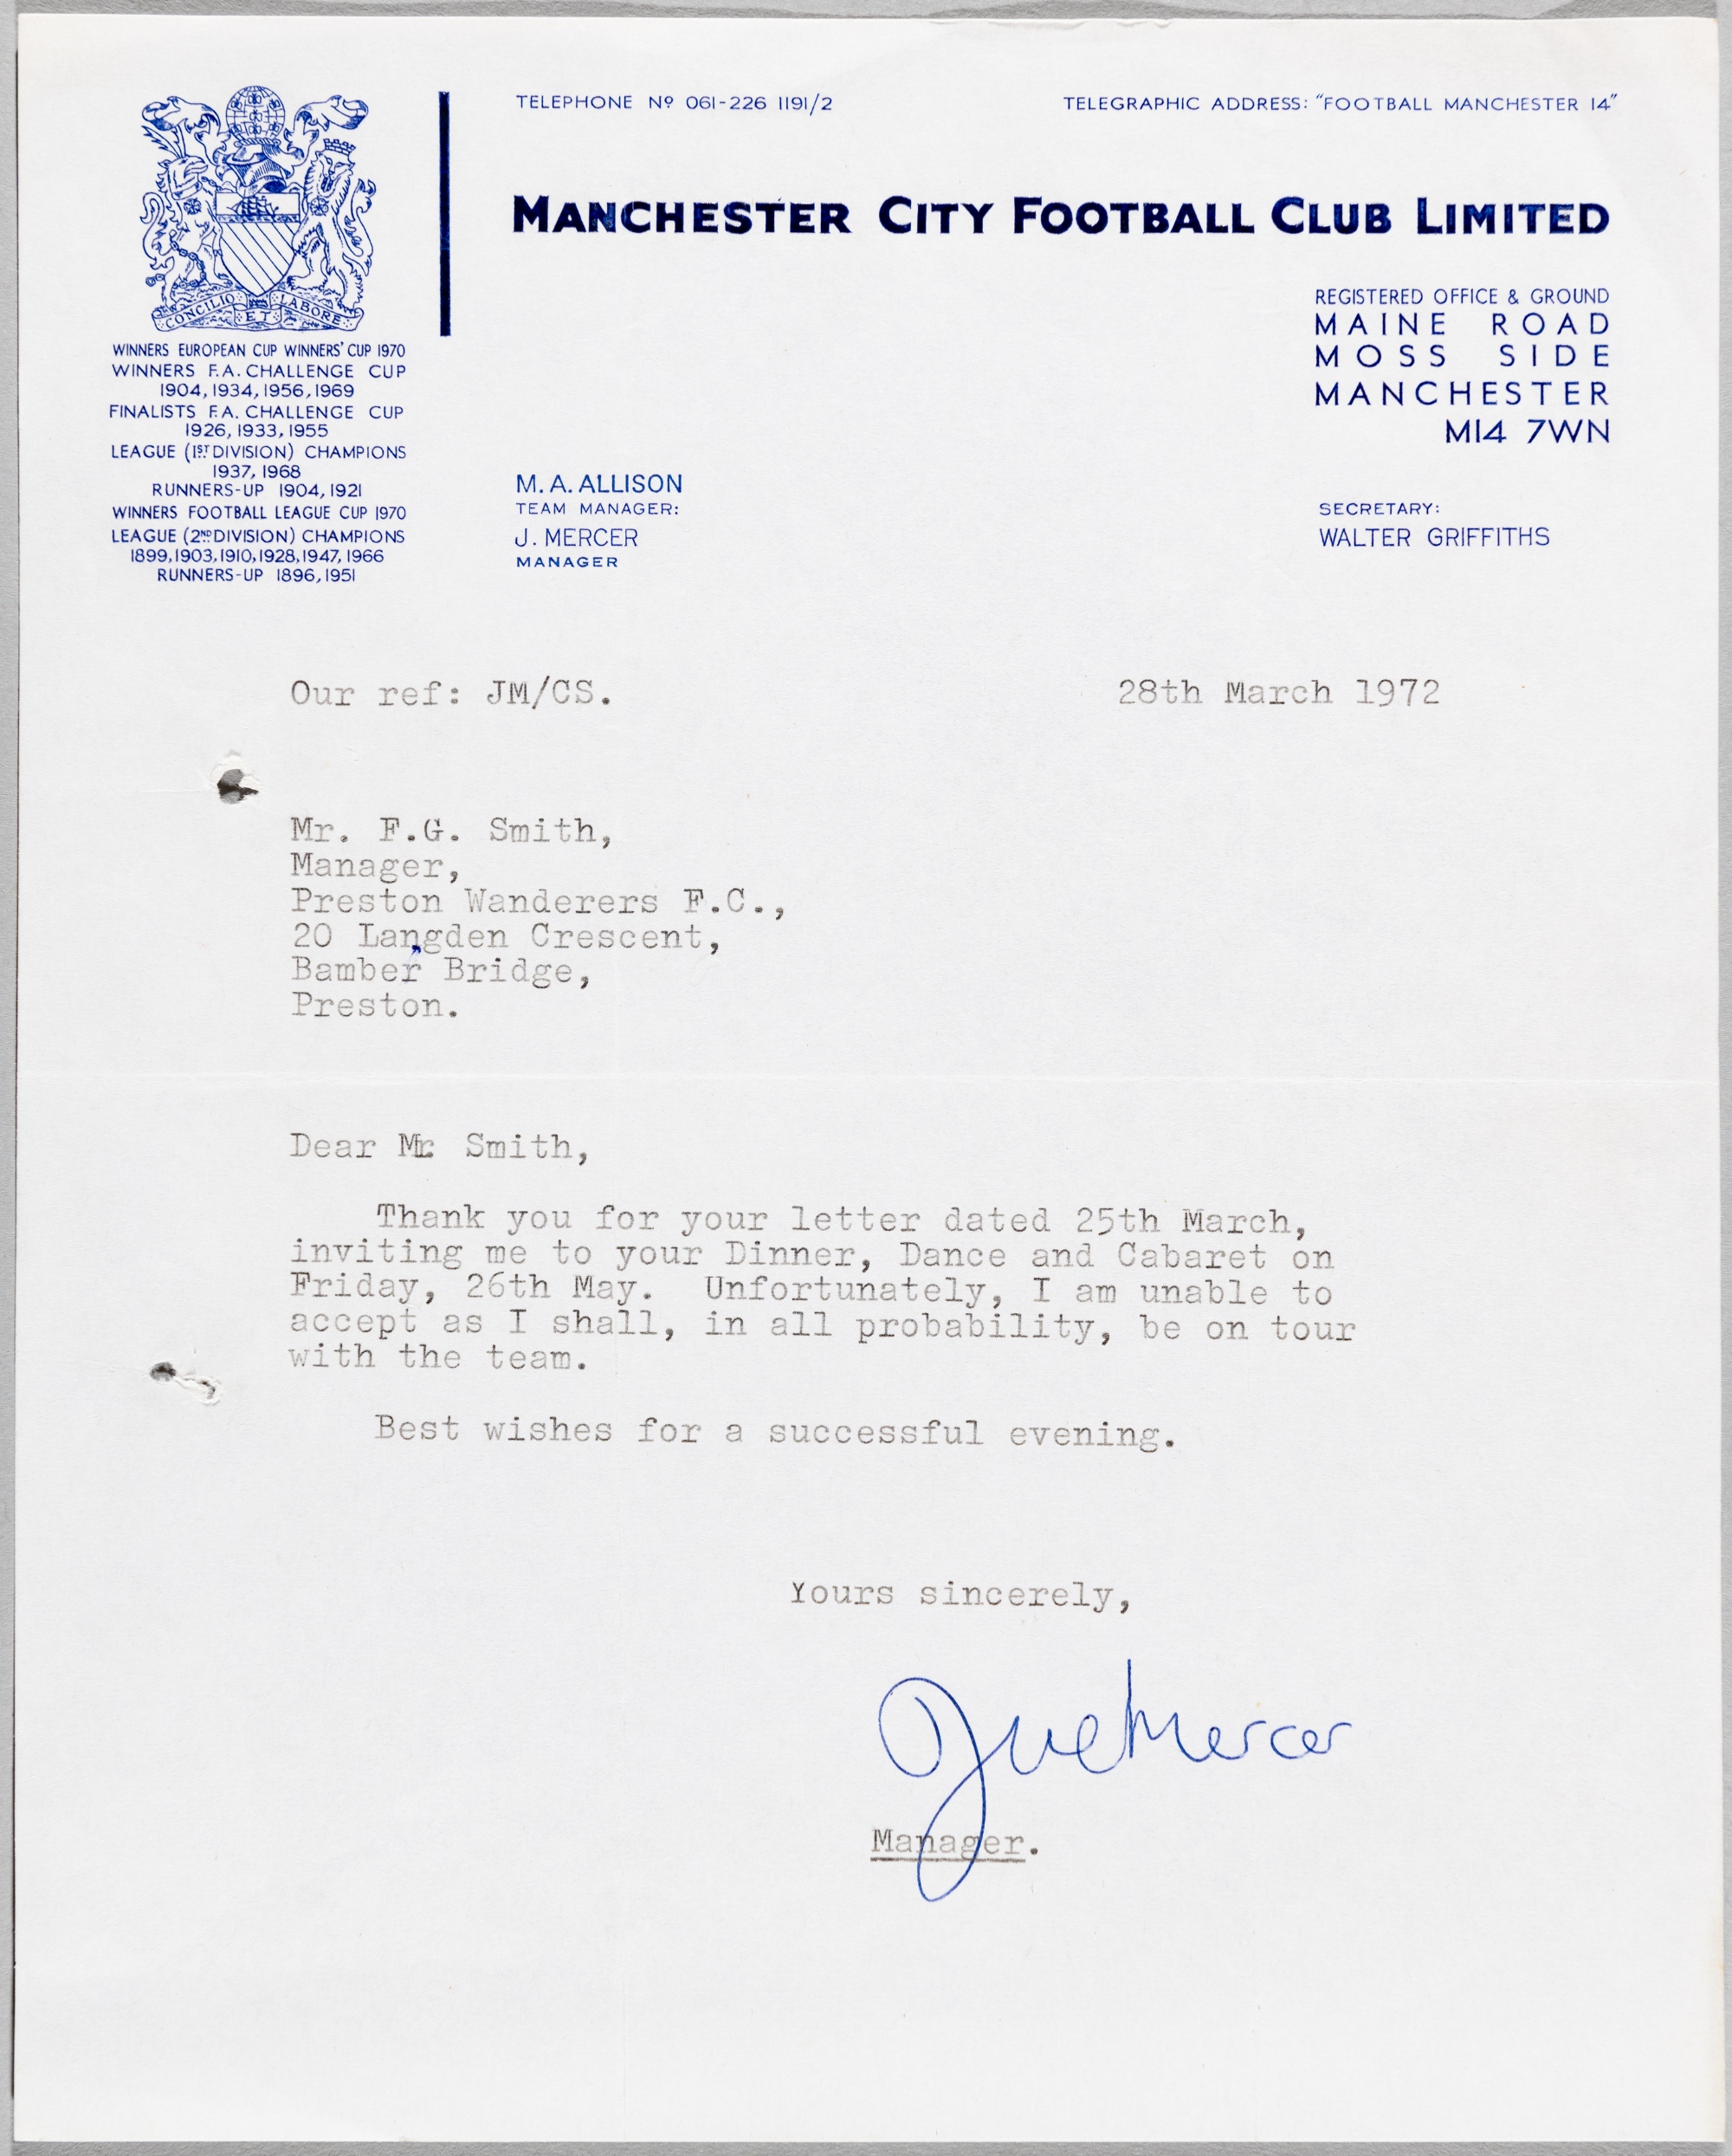 TELEPHONE Nº 061-226 1191/2
TELEGRAPHIC ADDRESS: "FOOTBALL MANCHESTER 14"
MANCHESTER CITY FOOTBALL CLUB LIMITED
CONCILIO ET LABORE
WINNERS EUROPEAN CUP WINNERS' CUP 1970
WINNERS F.A. CHALLENGE CUP
1904, 1934, 1956, 1969
FINALISTS F.A. CHALLENGE CUP
1926, 1933, 1955
LEAGUE (1ST DIVISION) CHAMPIONS
1937, 1968
RUNNERS-UP 1904, 1921
WINNERS FOOTBALL LEAGUE CUP 1970
LEAGUE (2ND DIVISION) CHAMPIONS
1899, 1903, 1910, 1928, 1947, 1966
RUNNERS-UP 1896, 1951
REGISTERED OFFICE & GROUND
MAINE ROAD
MOSS SIDE
MANCHESTER
M14 7WN
M. A. ALLISON
TEAM MANAGER:
J. MERCER
MANAGER
SECRETARY:
WALTER GRIFFITHS
Our ref: JM/CS.
28th March 1972
Mr. F.G. Smith,
Manager,
Preston Wanderers F.C.,
20 Langden Crescent,
Bamber Bridge,
Preston.
Dear Mr. Smith,
Thank you for your letter dated 25th March,
inviting me to your Dinner, Dance and Cabaret on
Friday, 26th May. Unfortunately, I am unable to
accept as I shall, in all probability, be on tour
with the team.
Best wishes for a successful evening.
Yours sincerely,
Joe Mercer
Manager.